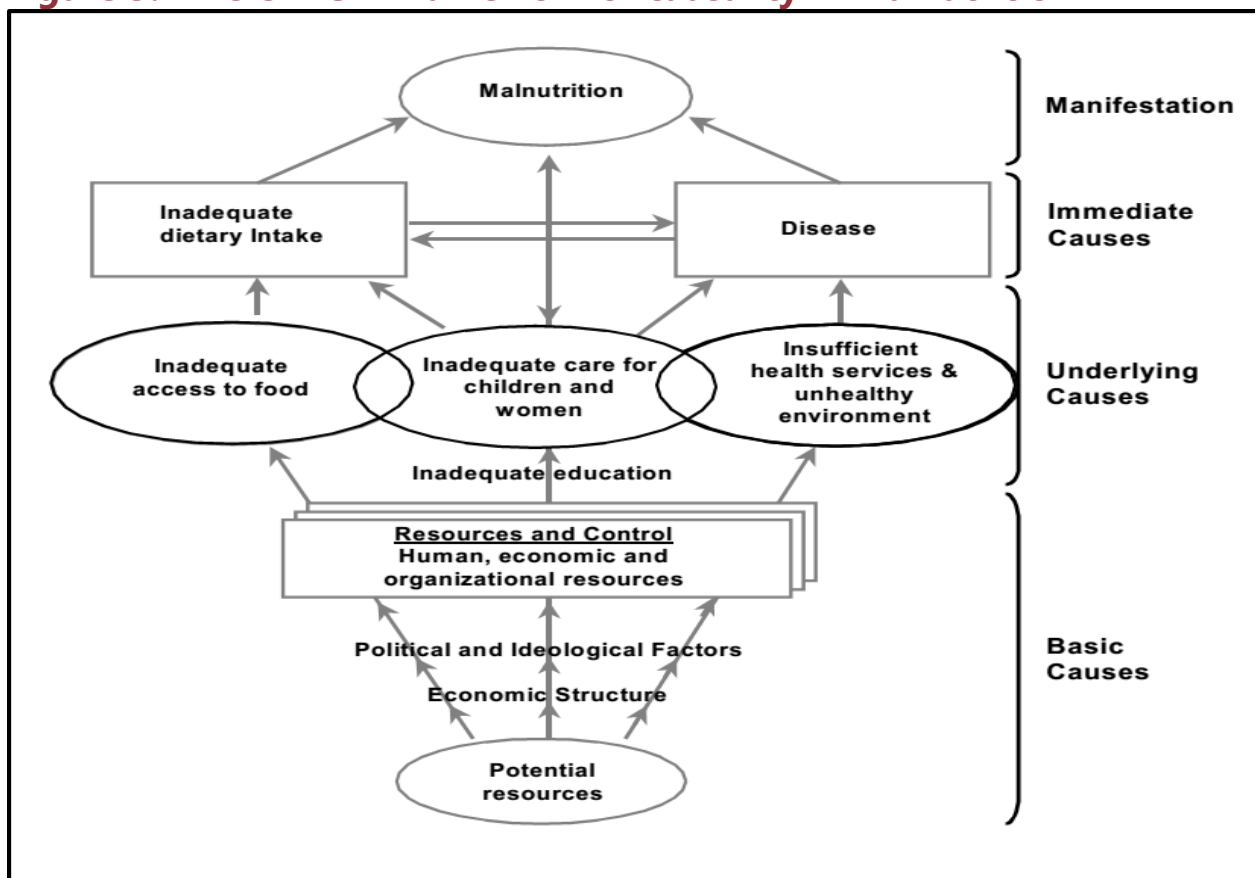 Malnutrition
Manifestation
Inadequate
dietary Intake
Disease
Immediate
Causes
Inadequate
access to food
Inadequate care for
children and
women
Insufficient
health services &
unhealthy
environment
Underlying
Causes
Inadequate education
Resources and Control
Human, economic and
organizational resources
Political and Ideological Factors
Economic Structure
Basic
Causes
Potential
resources